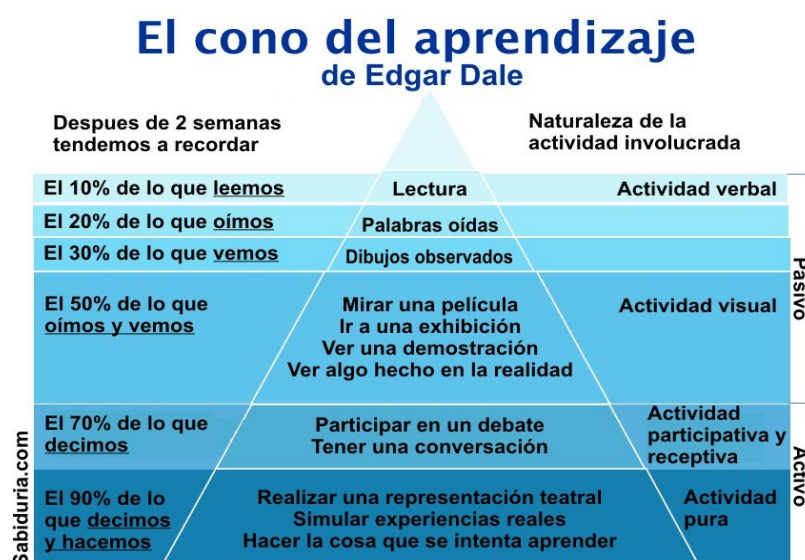 El cono del aprendizaje
de Edgar Dale
Despues de 2 semanas
tendemos a recordar
Naturaleza de la
actividad involucrada
El 10% de lo que leemos
Lectura
Actividad verbal
El 20% de lo que oímos
Palabras oídas
El 30% de lo que vemos
Dibujos observados
El 50% de lo que
oímos y vemos
Mirar una película
Ir a una exhibición
Ver una demostración
Ver algo hecho en la realidad
Actividad visual
Pasivo
El 70% de lo que
decimos
Participar en un debate
Tener una conversación
Actividad
participativa y
receptiva
El 90% de lo
que decimos
y hacemos
Realizar una representación teatral
Simular experiencias reales
Hacer la cosa que se intenta aprender
Actividad
pura
Activo
Sabiduria.com